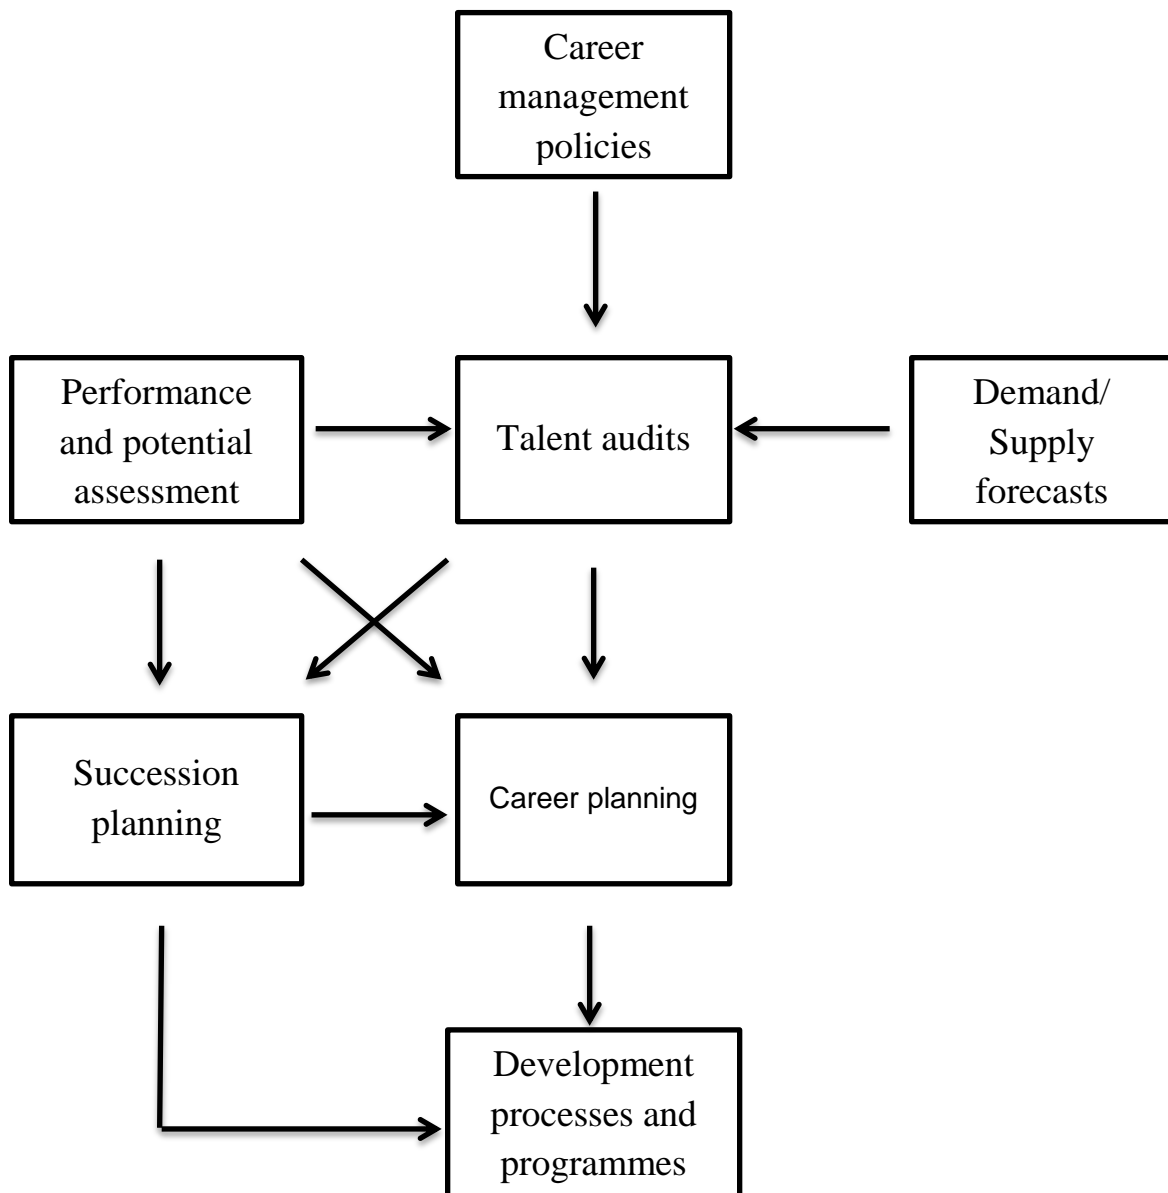 Career
management
policies
Performance
and potential
assessment
Talent audits
Demand/
Supply
forecasts
Succession
planning
Career planning
Development
processes and
programmes